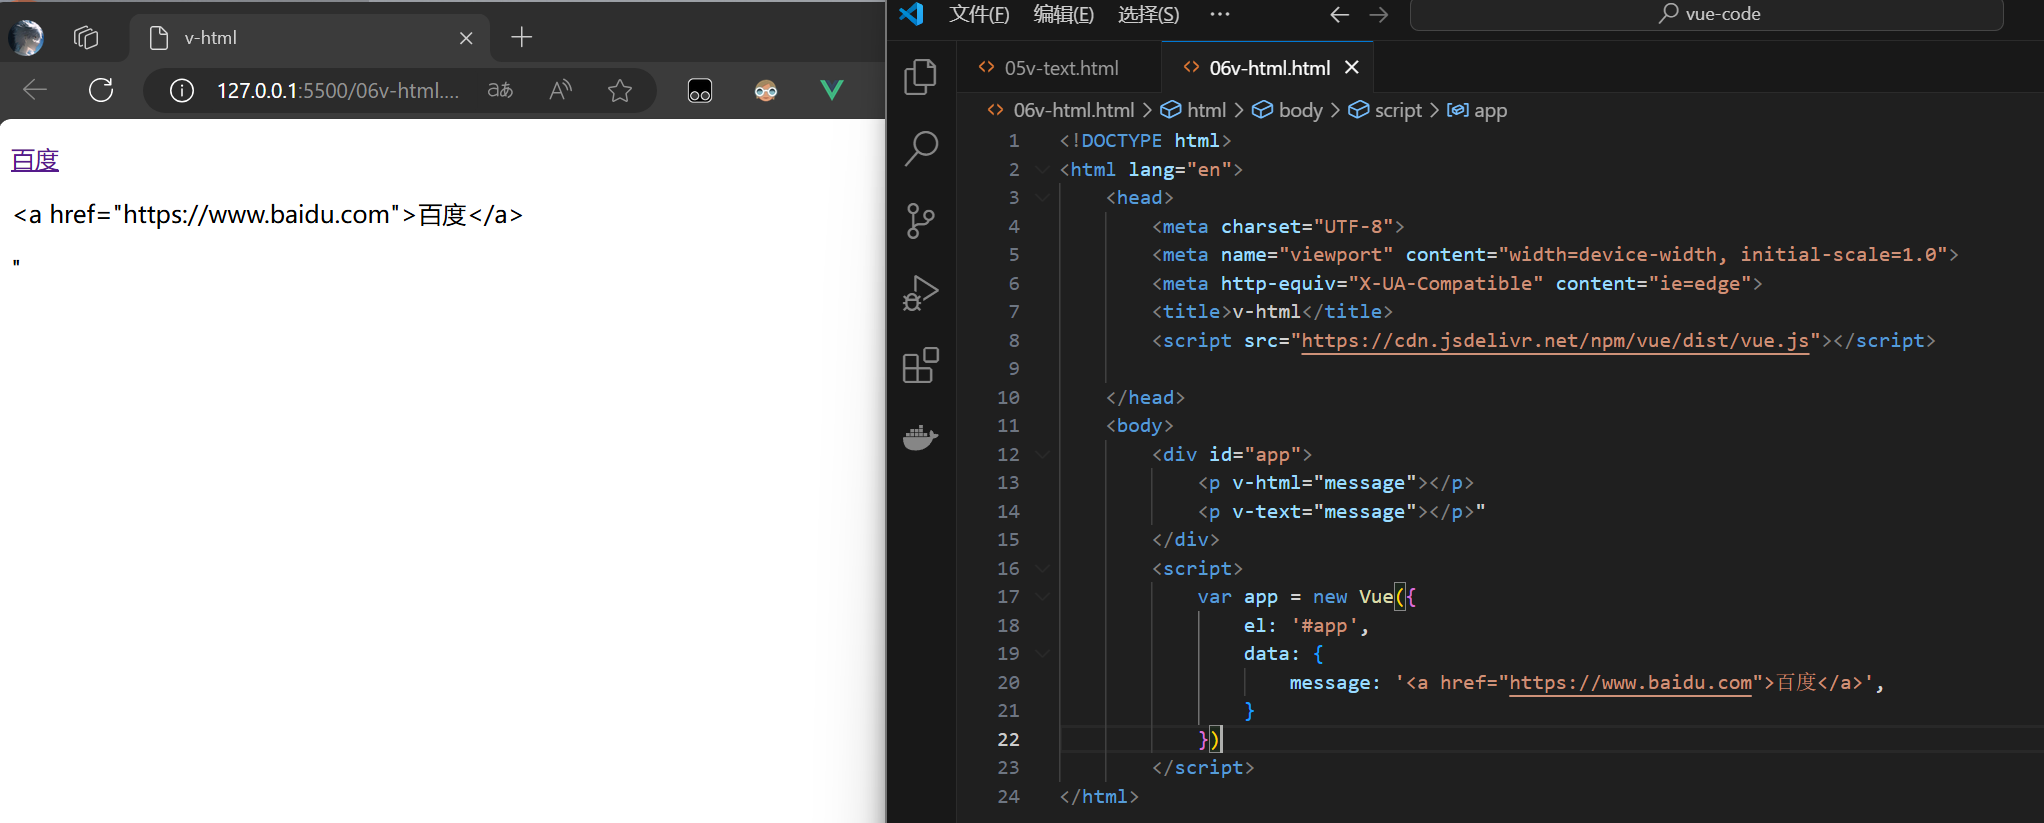 v-html
127.0.0.1:5500/06v-html....
百度
<a href="https://www.baidu.com">百度</a>
"
文件(F) 编辑(E) 选择(S) ···
vue-code
05v-text.html
06v-html.html
06v-html.html > html > body > script > app
1 <!DOCTYPE html>
2 <html lang="en">
3 <head>
4 <meta charset="UTF-8">
5 <meta name="viewport" content="width=device-width, initial-scale=1.0">
6 <meta http-equiv="X-UA-Compatible" content="ie=edge">
7 <title>v-html</title>
8 <script src="https://cdn.jsdelivr.net/npm/vue/dist/vue.js"></script>
9
10 </head>
11 <body>
12 <div id="app">
13 <p v-html="message"></p>
14 <p v-text="message"></p>"
15 </div>
16 <script>
17 var app = new Vue({
18 el: '#app',
19 data: {
20 message: '<a href="https://www.baidu.com">百度</a>',
21 }
22 })
23 </script>
24 </html>